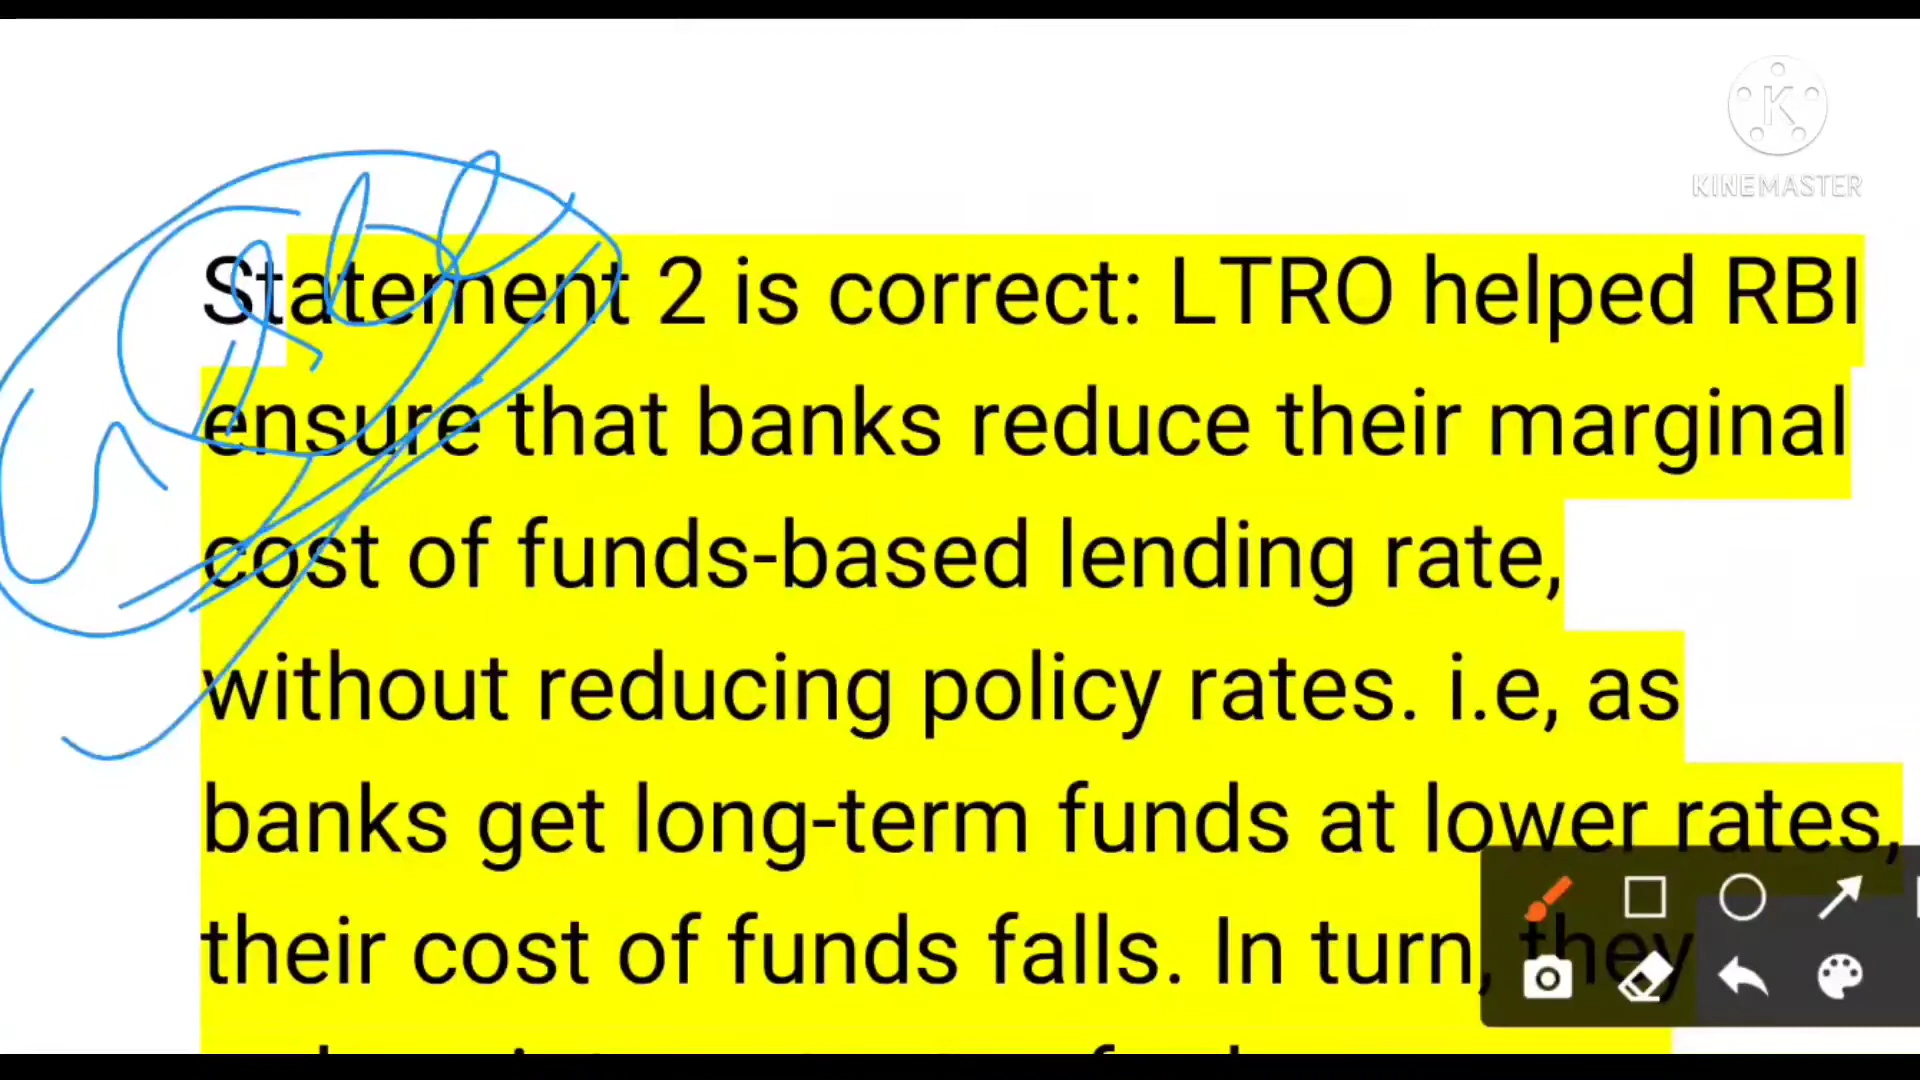 KINEMASTER
Statement 2 is correct: LTRO helped RBI
ensure that banks reduce their marginal
cost of funds-based lending rate,
without reducing policy rates. i.e, as
banks get long-term funds at lower rates,
their cost of funds falls. In turn, they